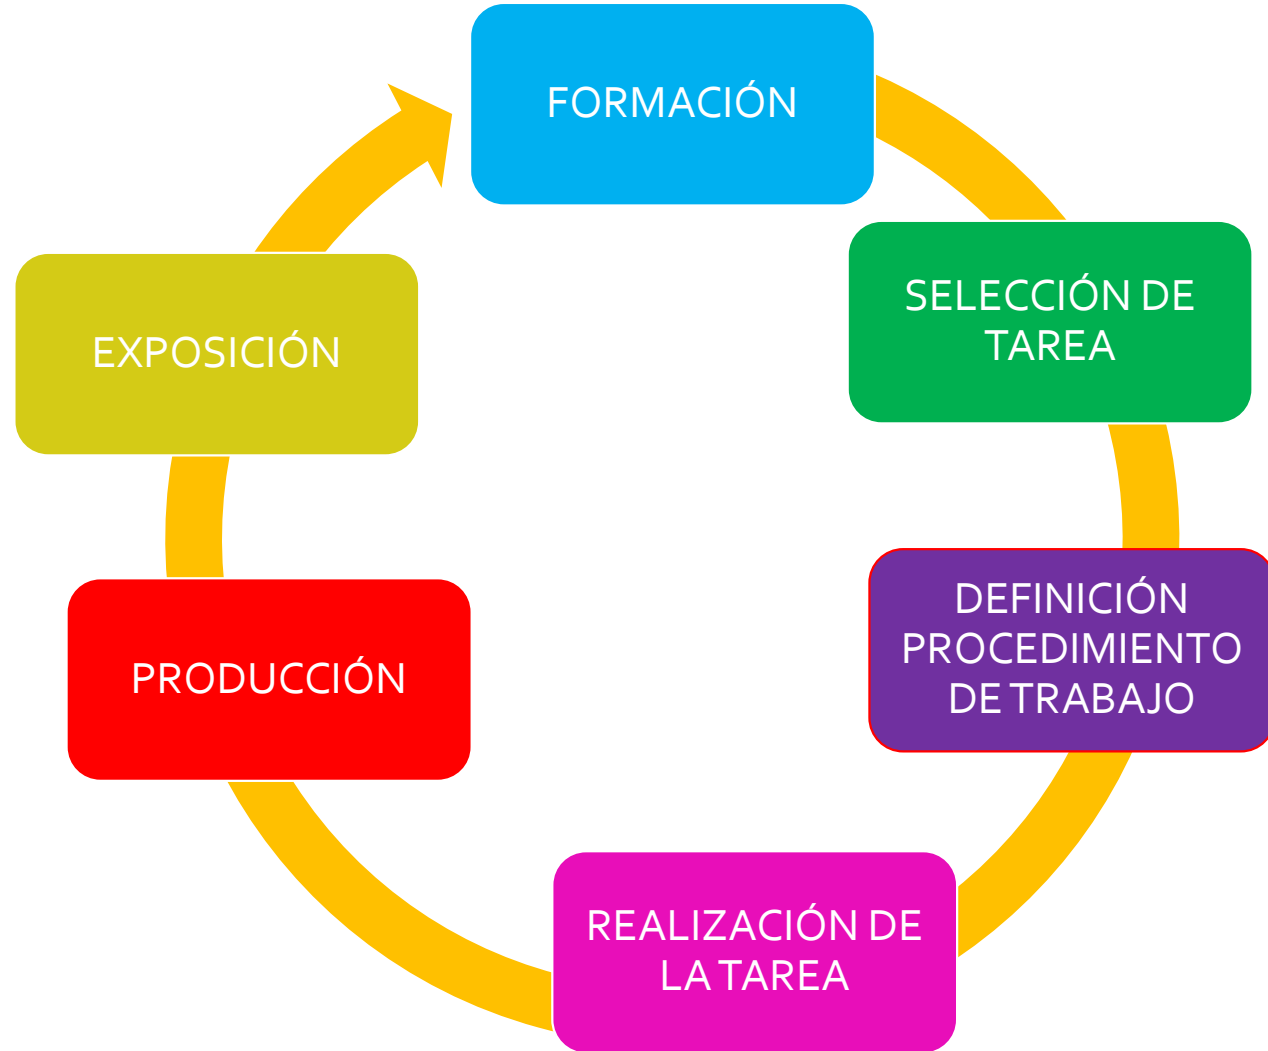 FORMACIÓN
SELECCIÓN DE
TAREA
DEFINICIÓN
PROCEDIMIENTO
DE TRABAJO
REALIZACIÓN DE
LA TAREA
PRODUCCIÓN
EXPOSICIÓN